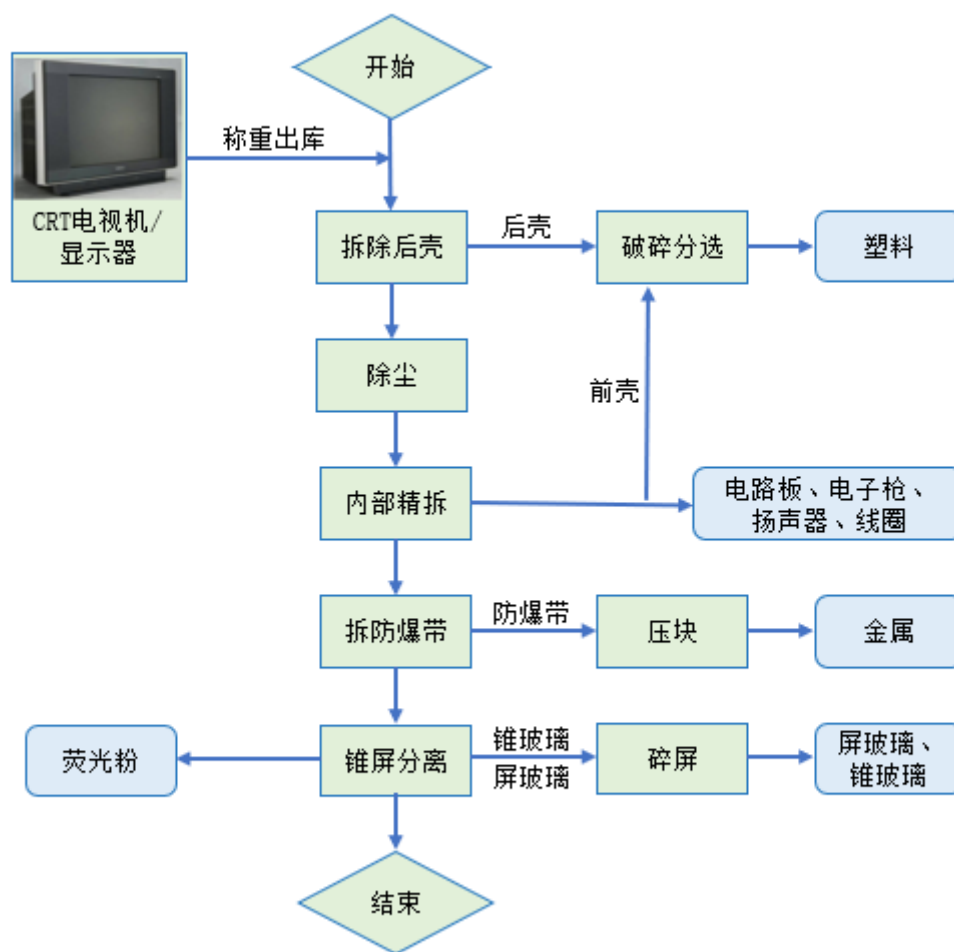 开始
称重出库
CRT电视机/
显示器
拆除后壳
后壳
破碎分选
塑料
除尘
前壳
内部精拆
电路板、电子枪、
扬声器、线圈
拆防爆带
防爆带
压块
金属
荧光粉
锥屏分离
锥玻璃
屏玻璃
碎屏
屏玻璃、
锥玻璃
结束